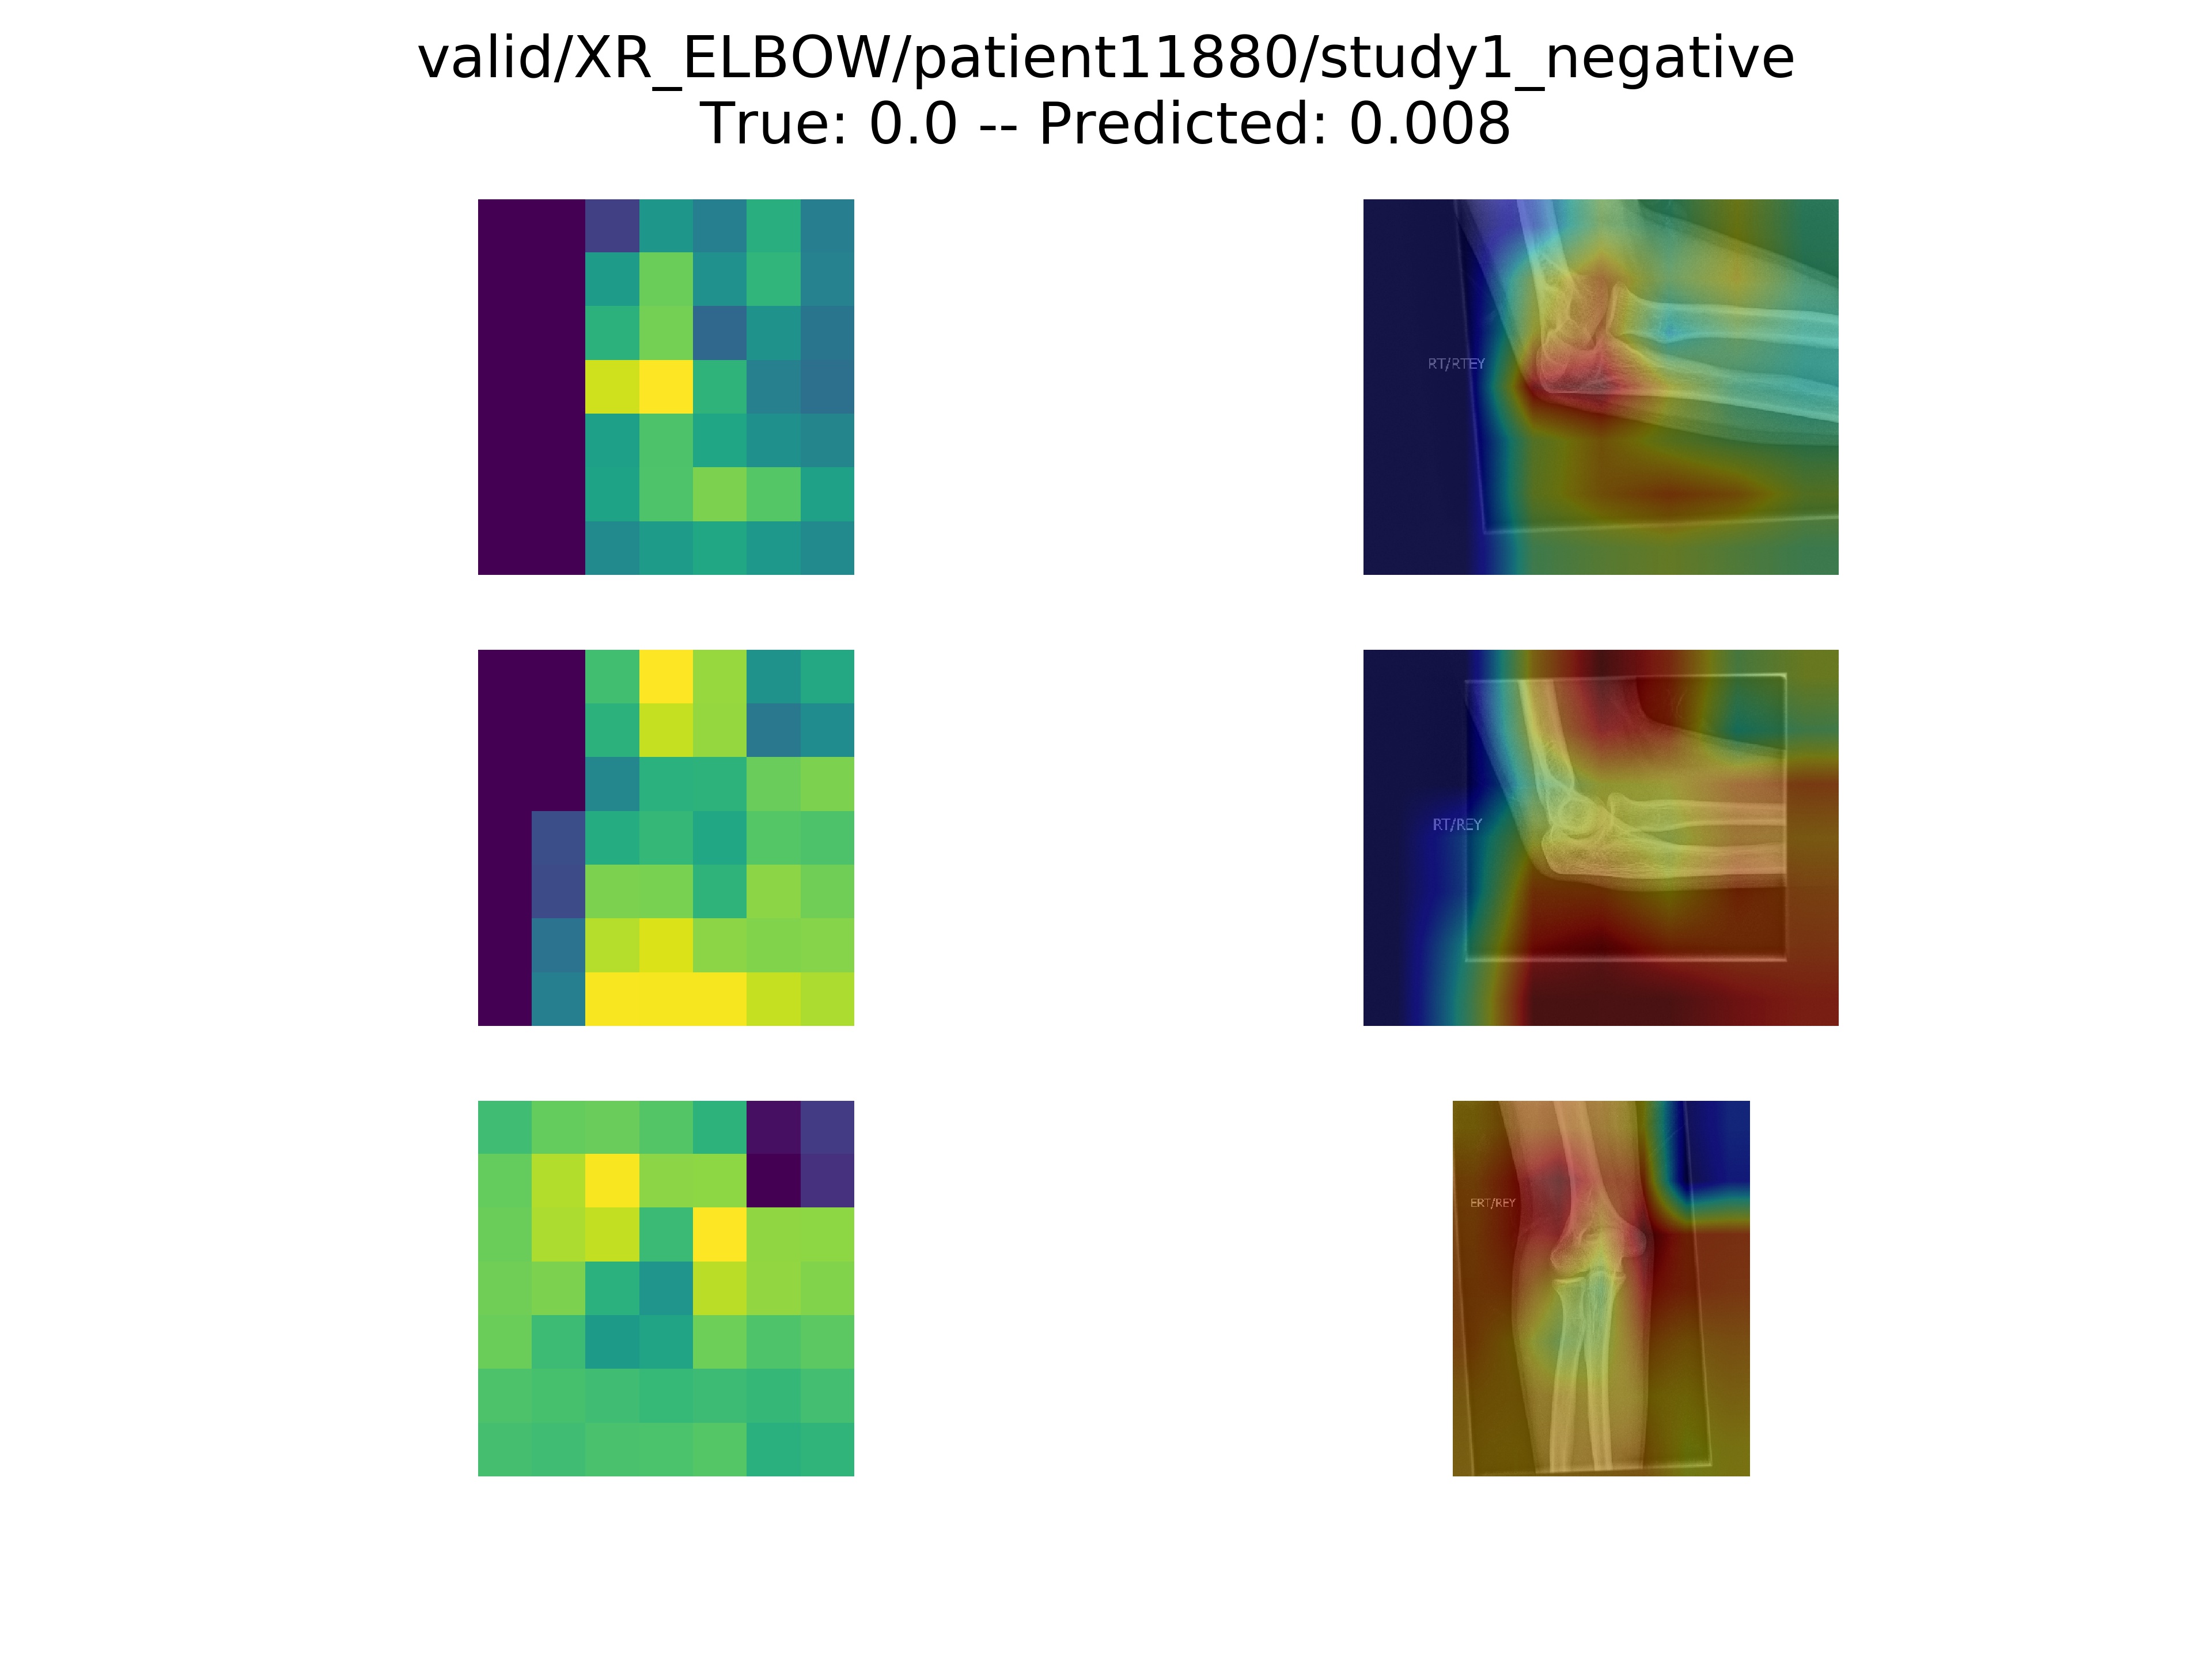 valid/XR_ELBOW/patient11880/study1_negative
True: 0.0 -- Predicted: 0.008
RT/RTEY
RT/REY
ERT/REY